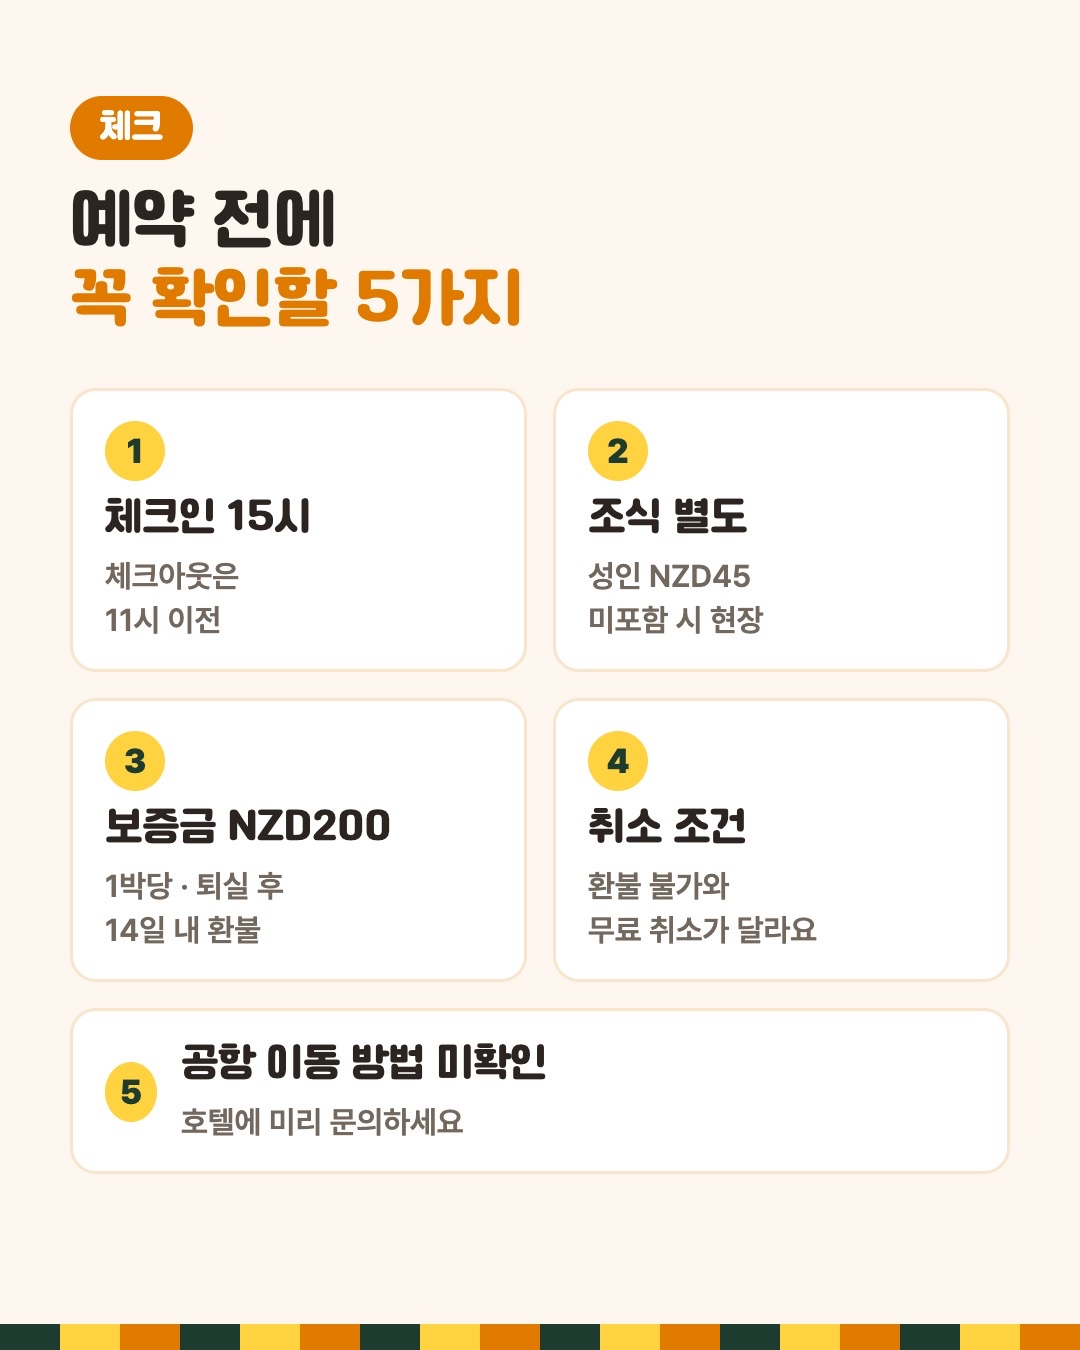 체크
예약 전에
꼭 확인할 5가지
1
체크인 15시
체크아웃은
11시 이전
2
조식 별도
성인 NZD45
미포함 시 현장
3
보증금 NZD200
1박당 · 퇴실 후
14일 내 환불
4
취소 조건
환불 불가와
무료 취소가 달라요
5
공항 이동 방법 미확인
호텔에 미리 문의하세요